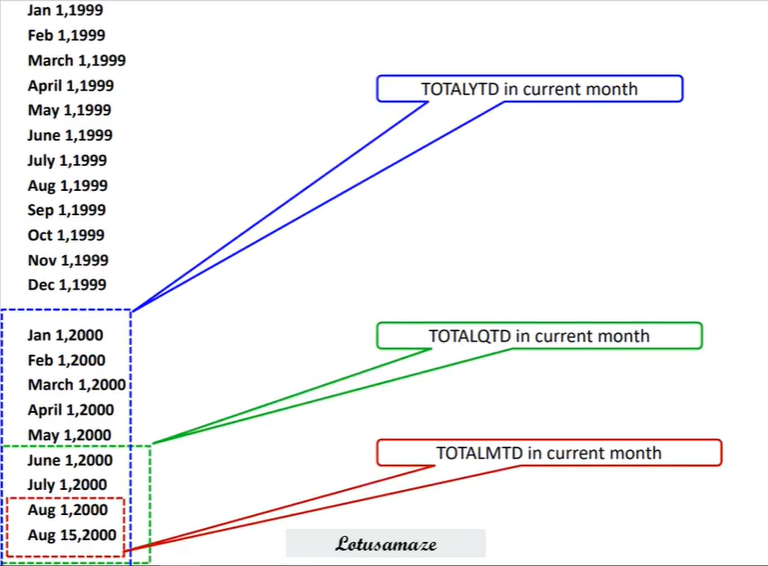 Jan 1,1999
Feb 1,1999
March 1,1999
April 1,1999
May 1,1999
June 1,1999
July 1,1999
Aug 1,1999
Sep 1,1999
Oct 1,1999
Nov 1,1999
Dec 1,1999
Jan 1,2000
Feb 1,2000
March 1,2000
April 1,2000
May 1,2000
June 1,2000
July 1,2000
Aug 1,2000
Aug 15,2000
TOTALYTD in current month
TOTALQTD in current month
TOTALMTD in current month
Lotusamaze